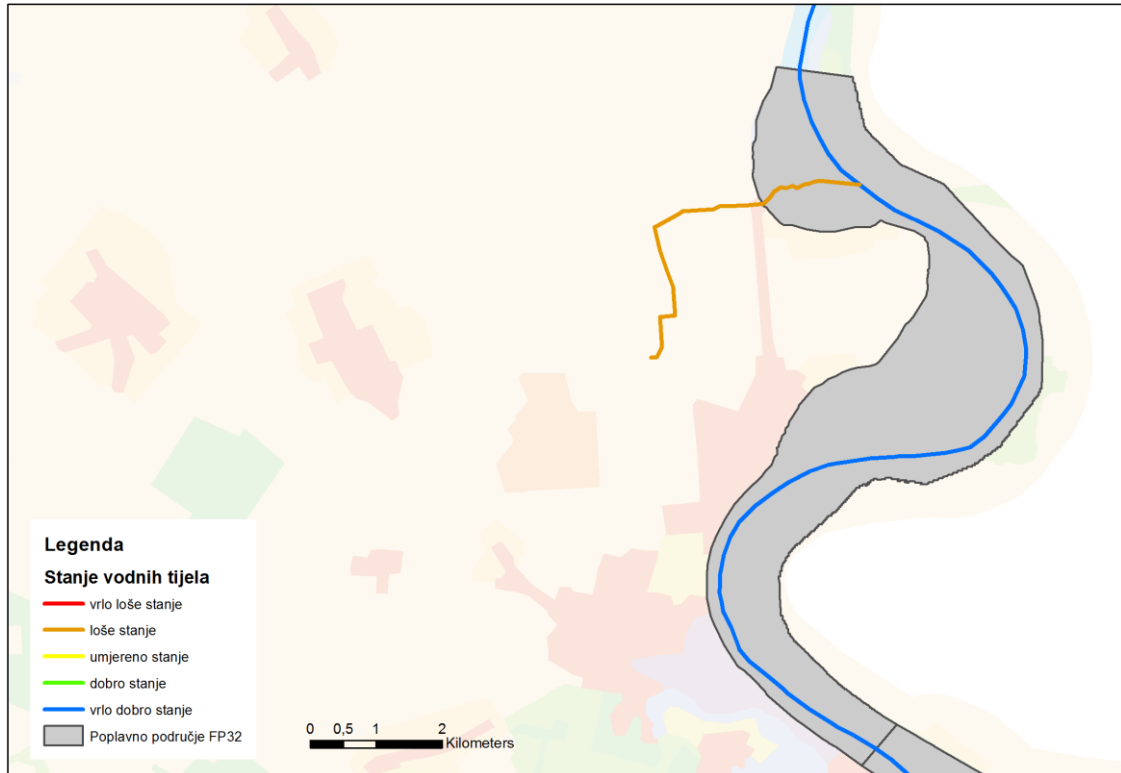 Legenda
Stanje vodnih tijela
vrlo loše stanje
loše stanje
umjereno stanje
dobro stanje
vrlo dobro stanje
Poplavno područje FP32
0 0,5 1 2
Kilometers